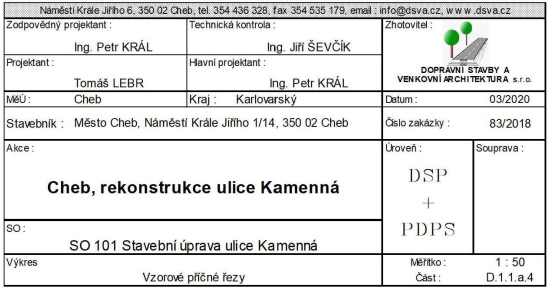 Náměstí Krále Jiřího 6, 350 02 Cheb, tel. 354 436 328, fax 354 535 179, email : info@dsva.cz, www.dsva.cz
Zodpovědný projektant :
Ing. Petr KRÁL
Technická kontrola :
Ing. Jiří ŠEVČÍK
Zhotovitel :
DOPRAVNÍ STAVBY A
VENKOVNÍ ARCHITEKTURA s.r.o.
Projektant :
Tomáš LEBR
Hlavní projektant :
Ing. Petr KRÁL
MěÚ : Cheb
Kraj : Karlovarský
Datum : 03/2020
Stavebník : Město Cheb, Náměstí Krále Jiřího 1/14, 350 02 Cheb
Číslo zakázky : 83/2018
Akce :
Cheb, rekonstrukce ulice Kamenná
Úroveň :
DSP
+
PDPS
Souprava :
SO :
SO 101 Stavební úprava ulice Kamenná
Výkres
Vzorové příčné řezy
Měřítko : 1 : 50
Část : D.1.1.a.4